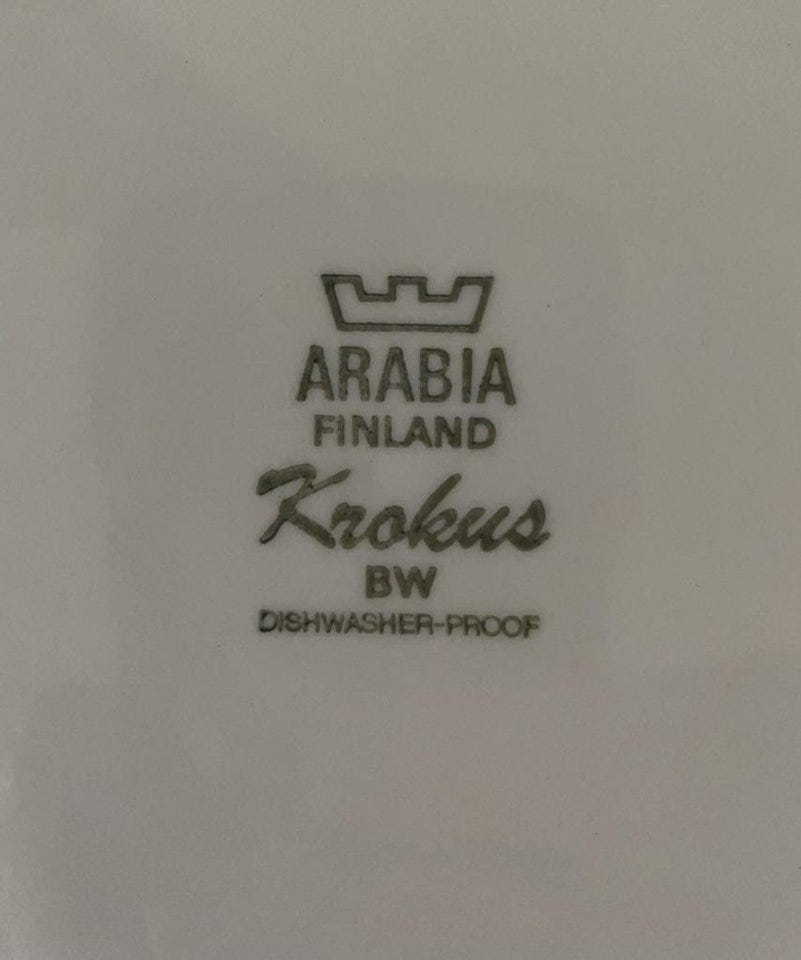 ARABIA
FINLAND
Krokus
BW
DISHWASHER-PROOF